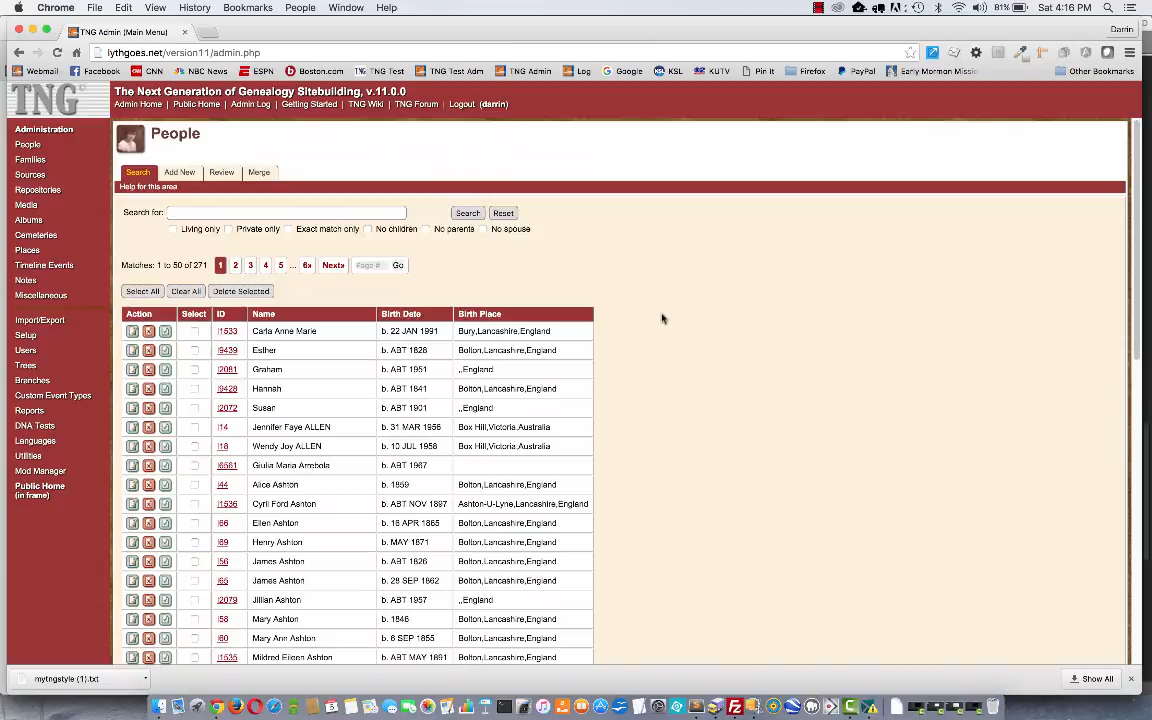 Chrome File Edit View History Bookmarks People Window Help 81% Sat 4:16 PM
TNG Admin (Main Menu) Darrin
lythgoes.net/version11/admin.php
Webmail Facebook CNN NBC News ESPN Boston.com TNG Test TNG Test Adm TNG Admin Log Google KSL KUTV Pin It Firefox PayPal Early Mormon Missi Other Bookmarks
TNG
The Next Generation of Genealogy Sitebuilding, v.11.0.0
Admin Home | Public Home | Admin Log | Getting Started | TNG Wiki | TNG Forum | Logout (darrin)
Administration
People
Families
Sources
Repositories
Media
Albums
Cemeteries
Places
Timeline Events
Notes
Miscellaneous
Import/Export
Setup
Users
Trees
Branches
Custom Event Types
Reports
DNA Tests
Languages
Utilities
Mod Manager
Public Home
(in frame)
People
Search Add New Review Merge
Help for this area
Search for: Search Reset
Living only Private only Exact match only No children No parents No spouse
Matches: 1 to 50 of 271 1 2 3 4 5 ... 6» Next» Page # Go
Select All Clear All Delete Selected
Action Select ID Name Birth Date Birth Place
I1533 Carla Anne Marie b. 22 JAN 1991 Bury,Lancashire,England
I9439 Esther b. ABT 1828 Bolton,Lancashire,England
I2081 Graham b. ABT 1951 ,,England
I9428 Hannah b. ABT 1841 Bolton,Lancashire,England
I2072 Susan b. ABT 1901 ,,England
I14 Jennifer Faye ALLEN b. 31 MAR 1956 Box Hill,Victoria,Australia
I18 Wendy Joy ALLEN b. 10 JUL 1958 Box Hill,Victoria,Australia
I6561 Giulia Maria Arrebola b. ABT 1967
I44 Alice Ashton b. 1859 Bolton,Lancashire,England
I1536 Cyril Ford Ashton b. ABT NOV 1897 Ashton-U-Lyne,Lancashire,England
I66 Ellen Ashton b. 16 APR 1865 Bolton,Lancashire,England
I69 Henry Ashton b. MAY 1871 Bolton,Lancashire,England
I56 James Ashton b. ABT 1826 Bolton,Lancashire,England
I65 James Ashton b. 28 SEP 1862 Bolton,Lancashire,England
I2079 Jillian Ashton b. ABT 1957 ,,England
I58 Mary Ashton b. 1846 Bolton,Lancashire,England
I60 Mary Ann Ashton b. 6 SEP 1855 Bolton,Lancashire,England
I1535 Mildred Eileen Ashton b. ABT MAY 1891 Bolton,Lancashire,England
mytngstyle (1).txt Show All